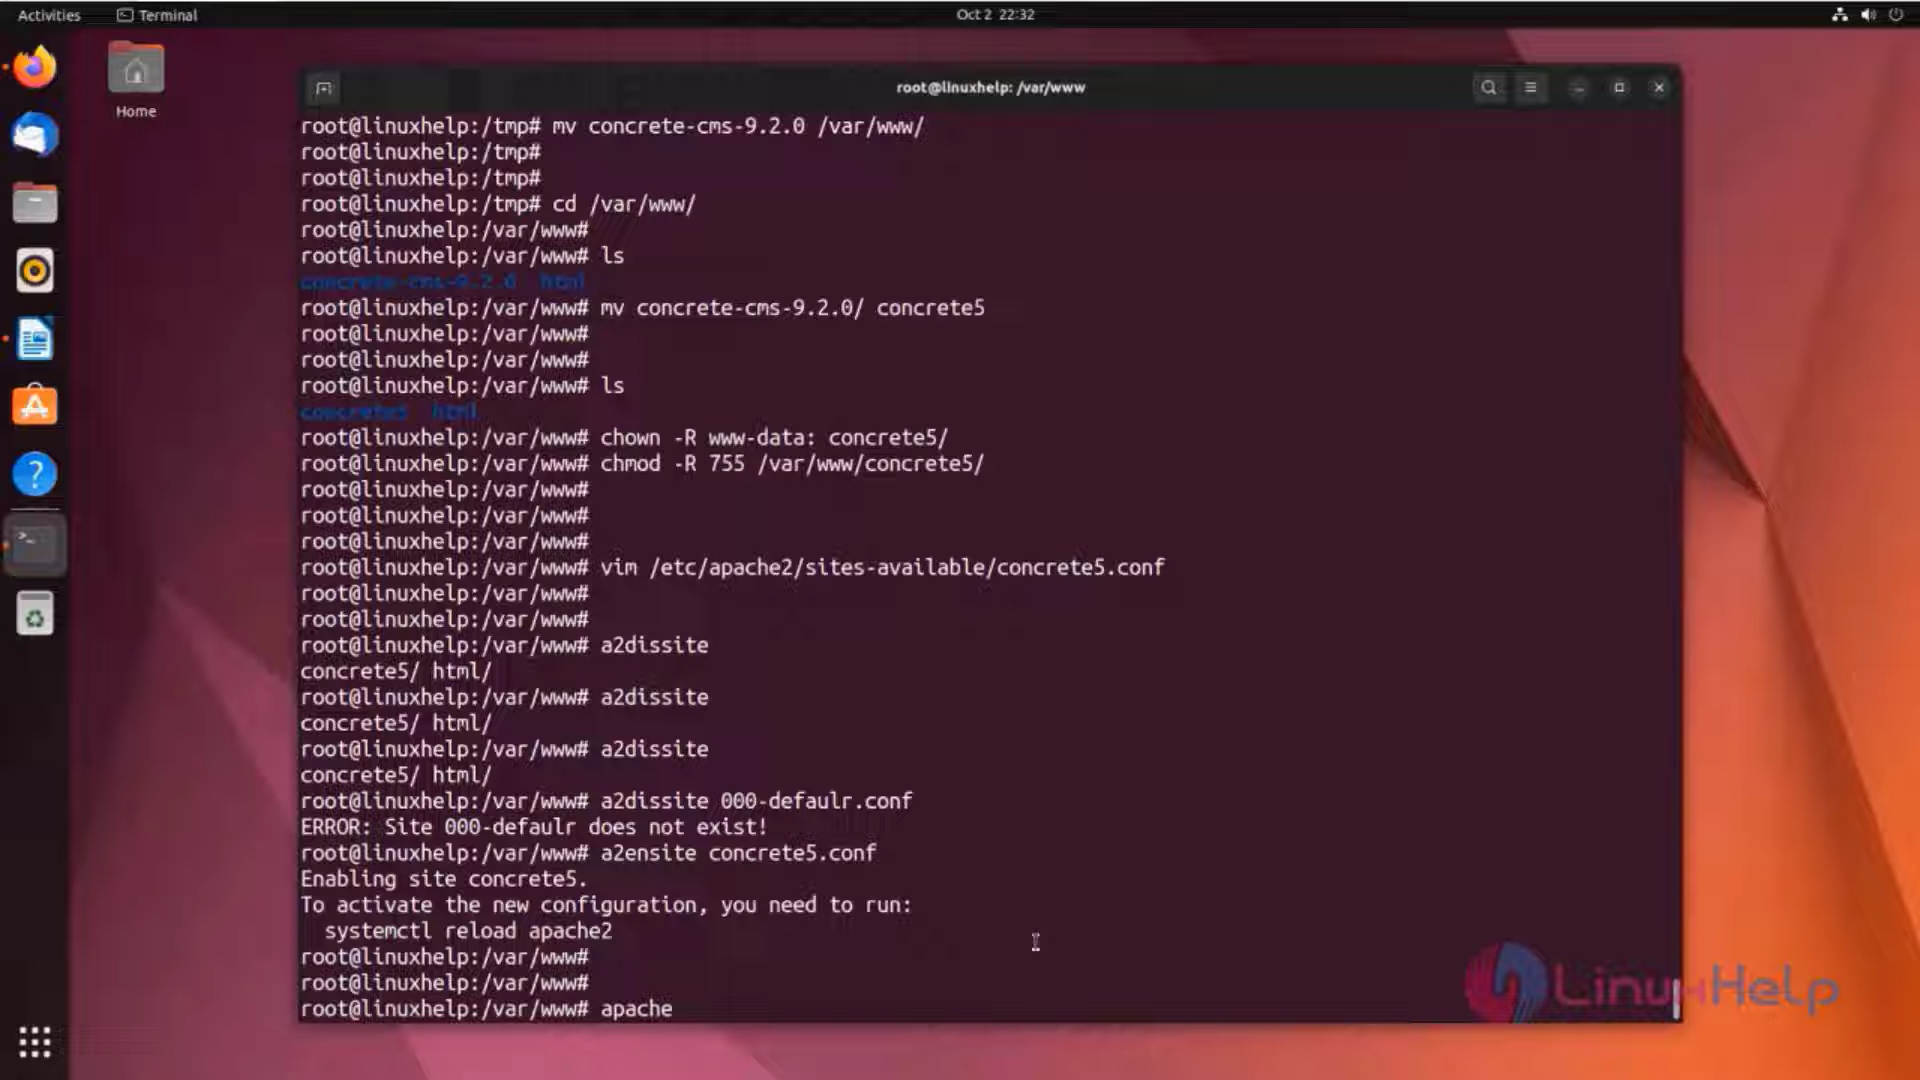 Activities
Terminal
Oct 2 22:32
Home
root@linuxhelp: /var/www
root@linuxhelp:/tmp# mv concrete-cms-9.2.0 /var/www/
root@linuxhelp:/tmp#
root@linuxhelp:/tmp#
root@linuxhelp:/tmp# cd /var/www/
root@linuxhelp:/var/www#
root@linuxhelp:/var/www# ls
concrete-cms-9.2.0 html
root@linuxhelp:/var/www# mv concrete-cms-9.2.0/ concrete5
root@linuxhelp:/var/www#
root@linuxhelp:/var/www#
root@linuxhelp:/var/www# ls
concrete5 html
root@linuxhelp:/var/www# chown -R www-data: concrete5/
root@linuxhelp:/var/www# chmod -R 755 /var/www/concrete5/
root@linuxhelp:/var/www#
root@linuxhelp:/var/www#
root@linuxhelp:/var/www#
root@linuxhelp:/var/www# vim /etc/apache2/sites-available/concrete5.conf
root@linuxhelp:/var/www#
root@linuxhelp:/var/www#
root@linuxhelp:/var/www# a2dissite
concrete5/ html/
root@linuxhelp:/var/www# a2dissite
concrete5/ html/
root@linuxhelp:/var/www# a2dissite
concrete5/ html/
root@linuxhelp:/var/www# a2dissite 000-defaulr.conf
ERROR: Site 000-defaulr does not exist!
root@linuxhelp:/var/www# a2ensite concrete5.conf
Enabling site concrete5.
To activate the new configuration, you need to run:
systemctl reload apache2
root@linuxhelp:/var/www#
root@linuxhelp:/var/www#
root@linuxhelp:/var/www# apache
LinuxHelp